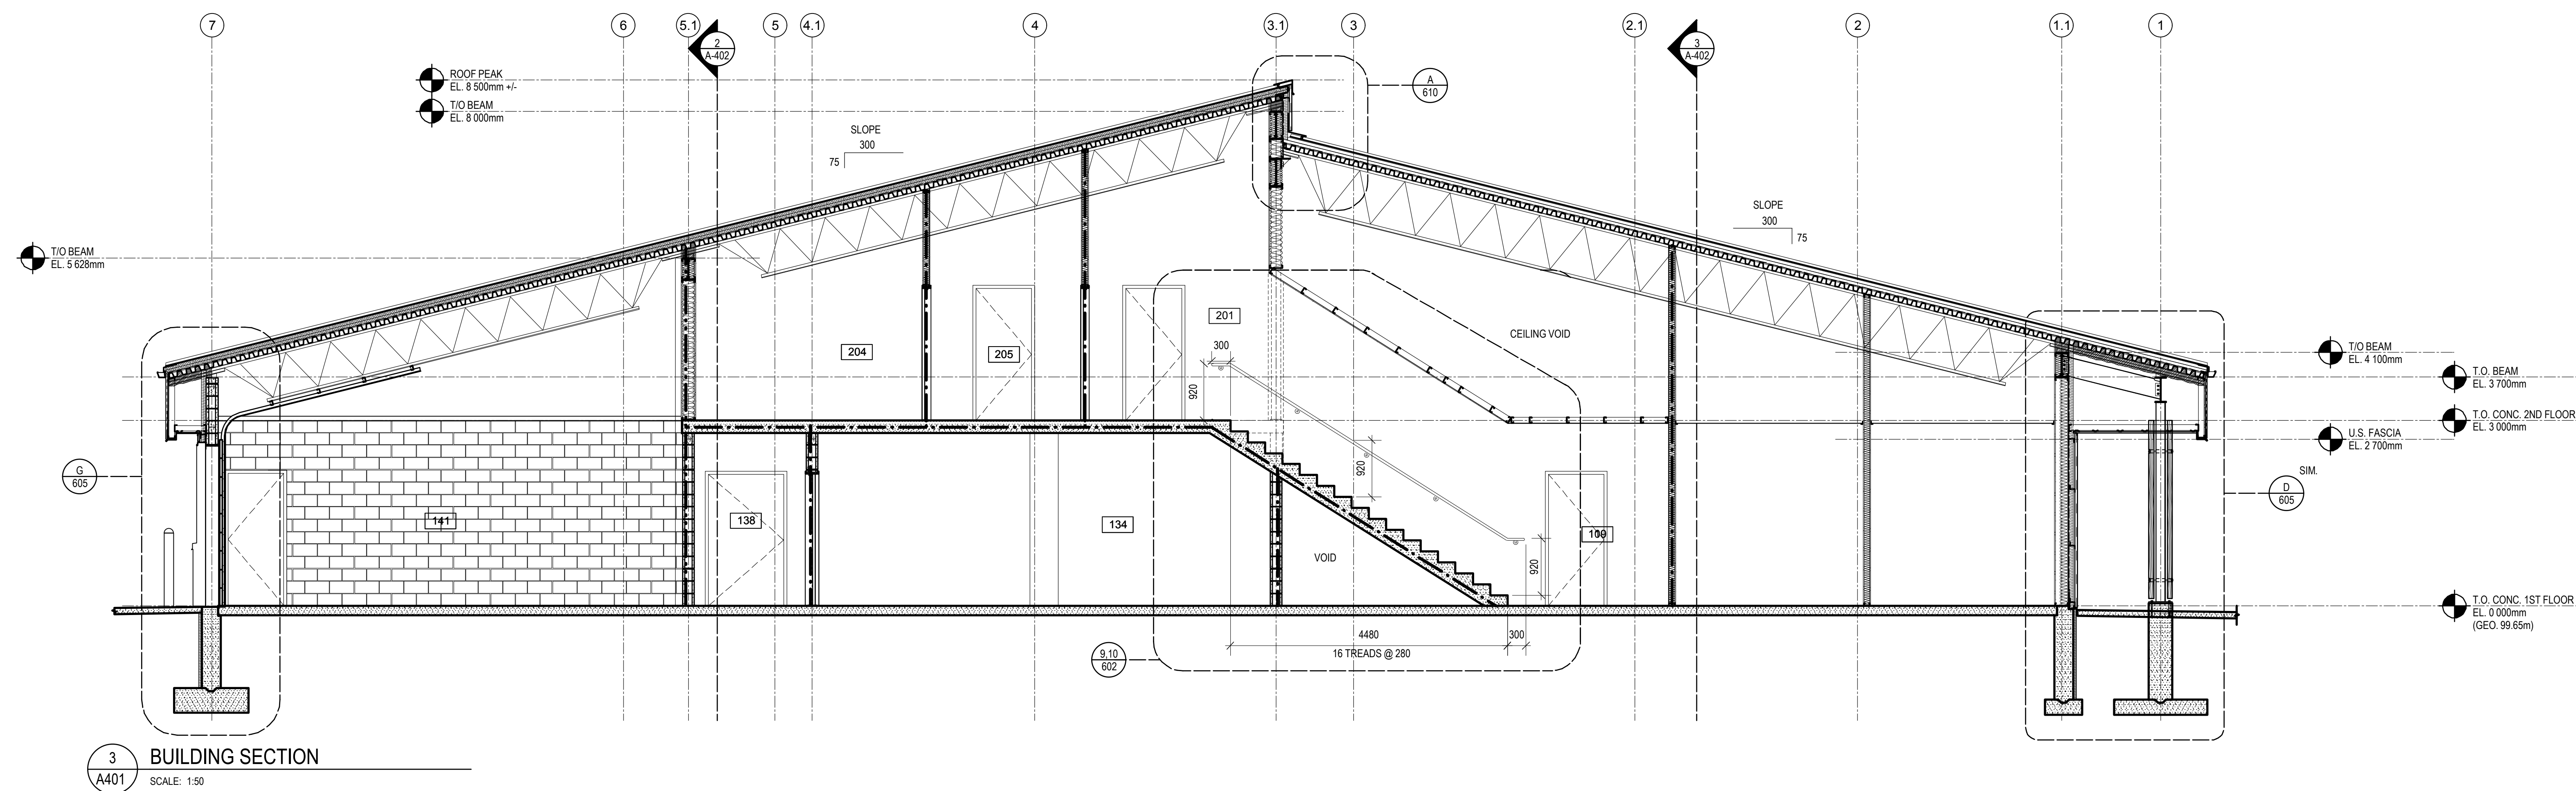 7
6
5.1
5
4.1
4
3.1
3
2.1
2
1.1
1
2
A-402
3
A-402
ROOF PEAK
EL. 8 500mm +/-
T/O BEAM
EL. 8 000mm
A
610
SLOPE
300
75
SLOPE
300
75
T/O BEAM
EL. 5 628mm
201
CEILING VOID
204
205
300
920
T/O BEAM
EL. 4 100mm
T.O. BEAM
EL. 3 700mm
T.O. CONC. 2ND FLOOR
EL. 3 000mm
U.S. FASCIA
EL. 2 700mm
G
605
920
SIM.
D
605
141
138
134
109
VOID
920
T.O. CONC. 1ST FLOOR
EL. 0 000mm
(GEO. 99.65m)
4480
300
16 TREADS @ 280
9,10
602
3
A401
BUILDING SECTION
SCALE: 1:50